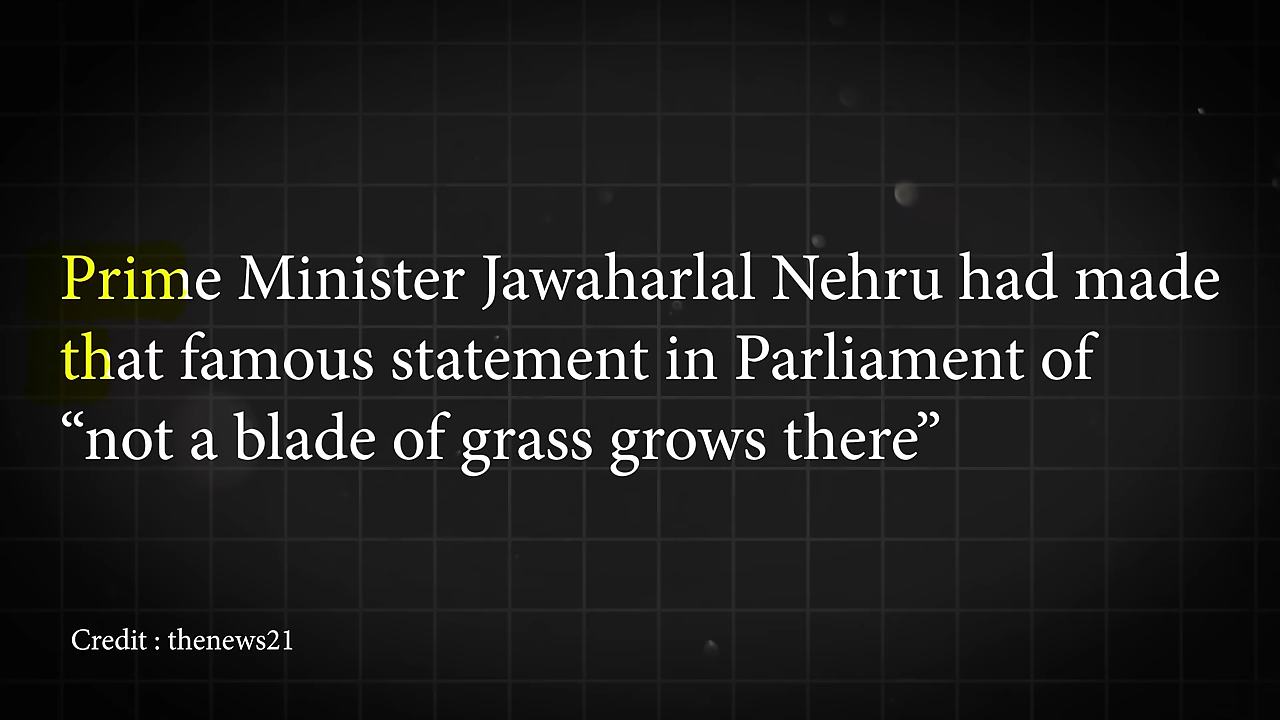 Prime Minister Jawaharlal Nehru had made
that famous statement in Parliament of
“not a blade of grass grows there”
Credit : thenews21